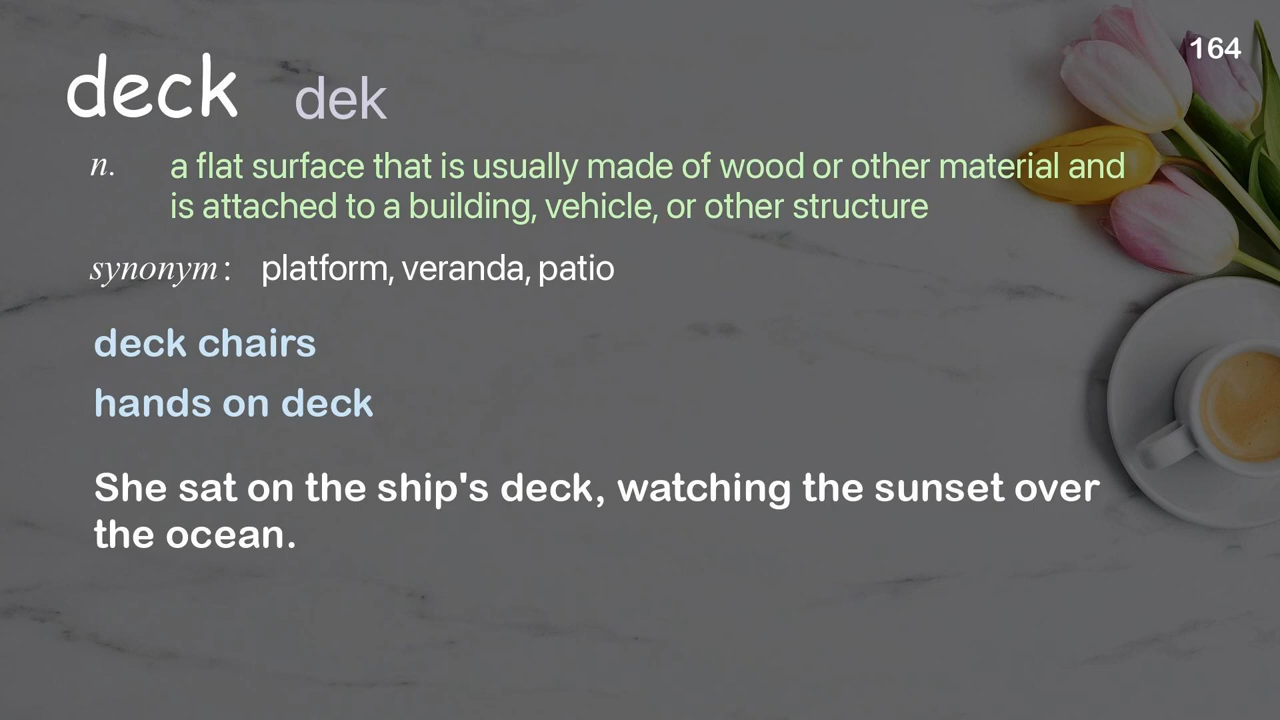 164
deck dek
n. a flat surface that is usually made of wood or other material and
is attached to a building, vehicle, or other structure
synonym: platform, veranda, patio
deck chairs
hands on deck
She sat on the ship's deck, watching the sunset over
the ocean.